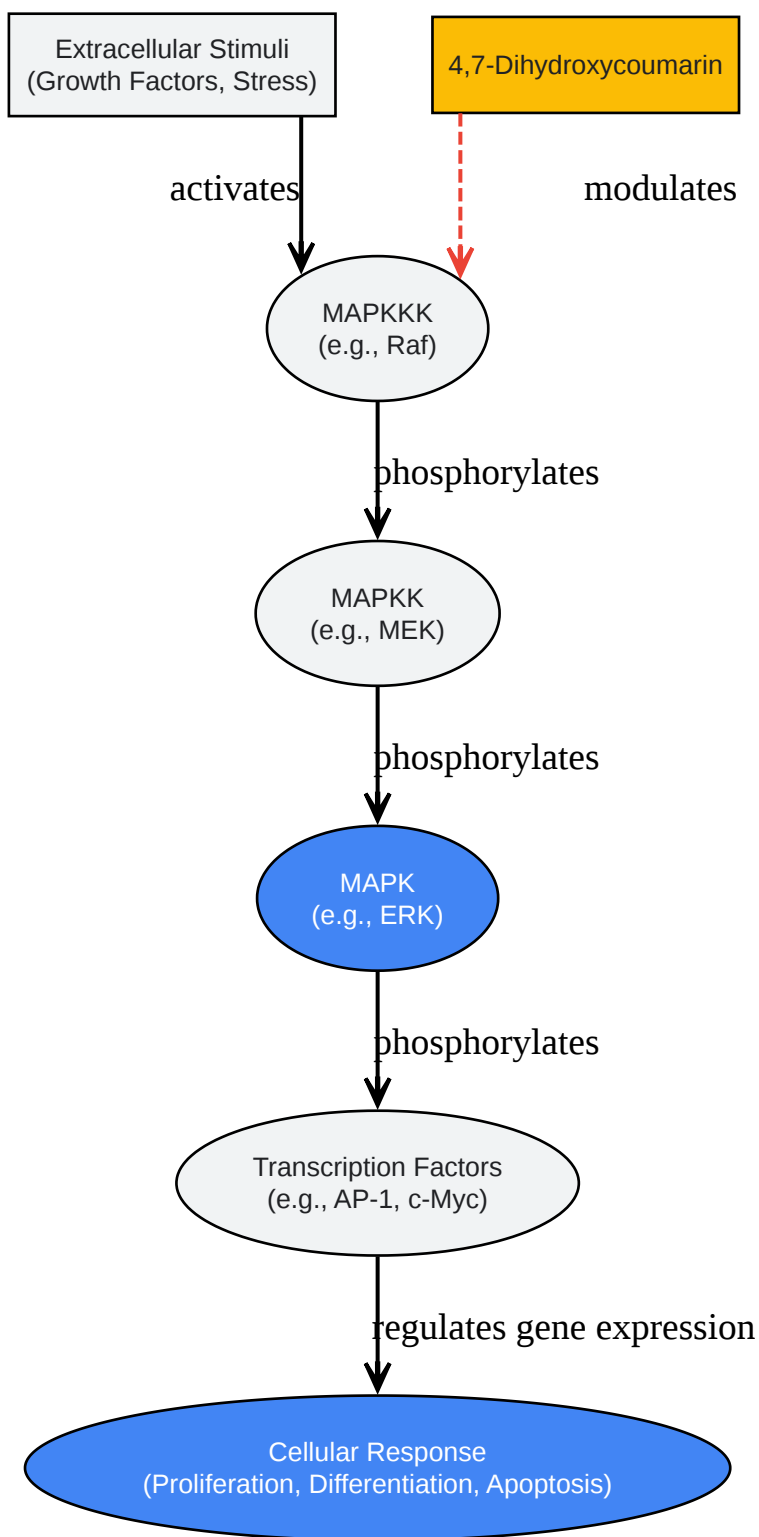 Extracellular Stimuli
(Growth Factors, Stress)
4,7-Dihydroxycoumarin
activates
modulates
MAPKKK
(e.g., Raf)
phosphorylates
MAPKK
(e.g., MEK)
phosphorylates
MAPK
(e.g., ERK)
phosphorylates
Transcription Factors
(e.g., AP-1, c-Myc)
regulates gene expression
Cellular Response
(Proliferation, Differentiation, Apoptosis)